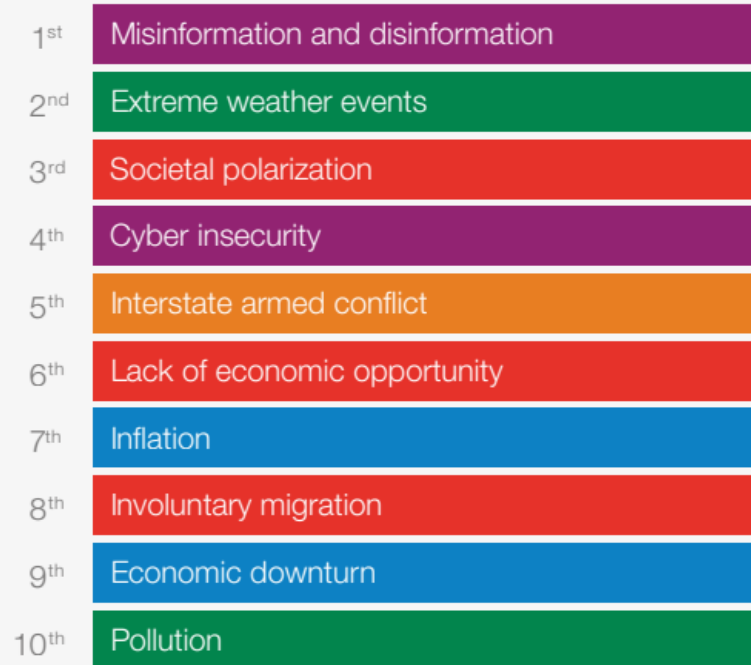 1st Misinformation and disinformation
2nd Extreme weather events
3rd Societal polarization
4th Cyber insecurity
5th Interstate armed conflict
6th Lack of economic opportunity
7th Inflation
8th Involuntary migration
9th Economic downturn
10th Pollution